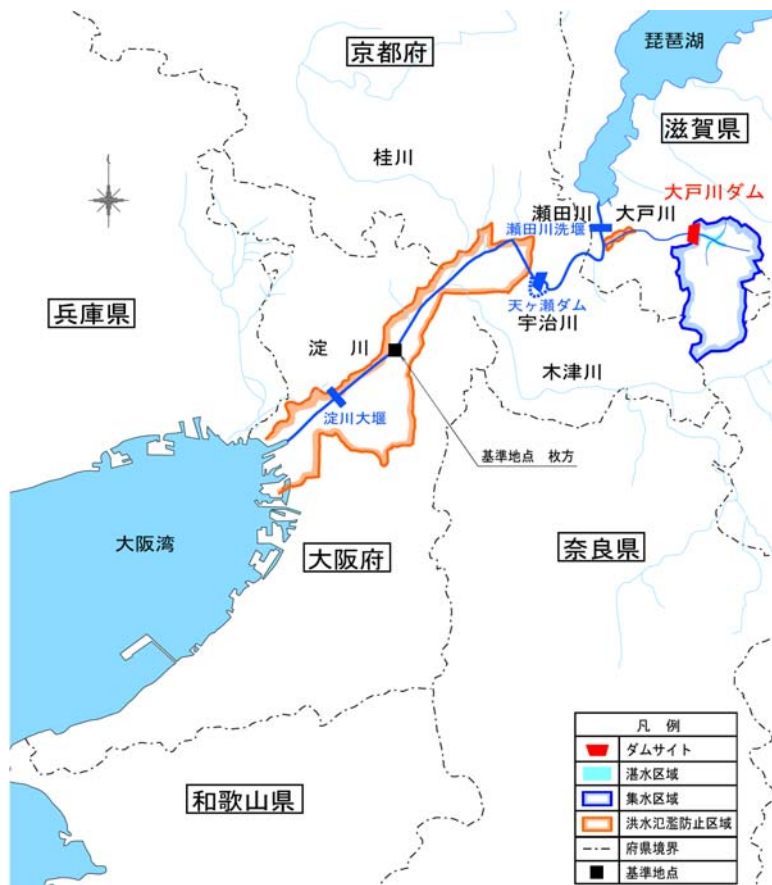 京都府
琵琶湖
滋賀県
桂川
大戸川ダム
瀬田川
大戸川
瀬田川洗堰
天ヶ瀬ダム
宇治川
兵庫県
淀 川
木津川
淀川大堰
基準地点 枚方
大阪湾
大阪府
奈良県
和歌山県
凡 例
ダムサイト
湛水区域
集水区域
洪水氾濫防止区域
府県境界
基準地点